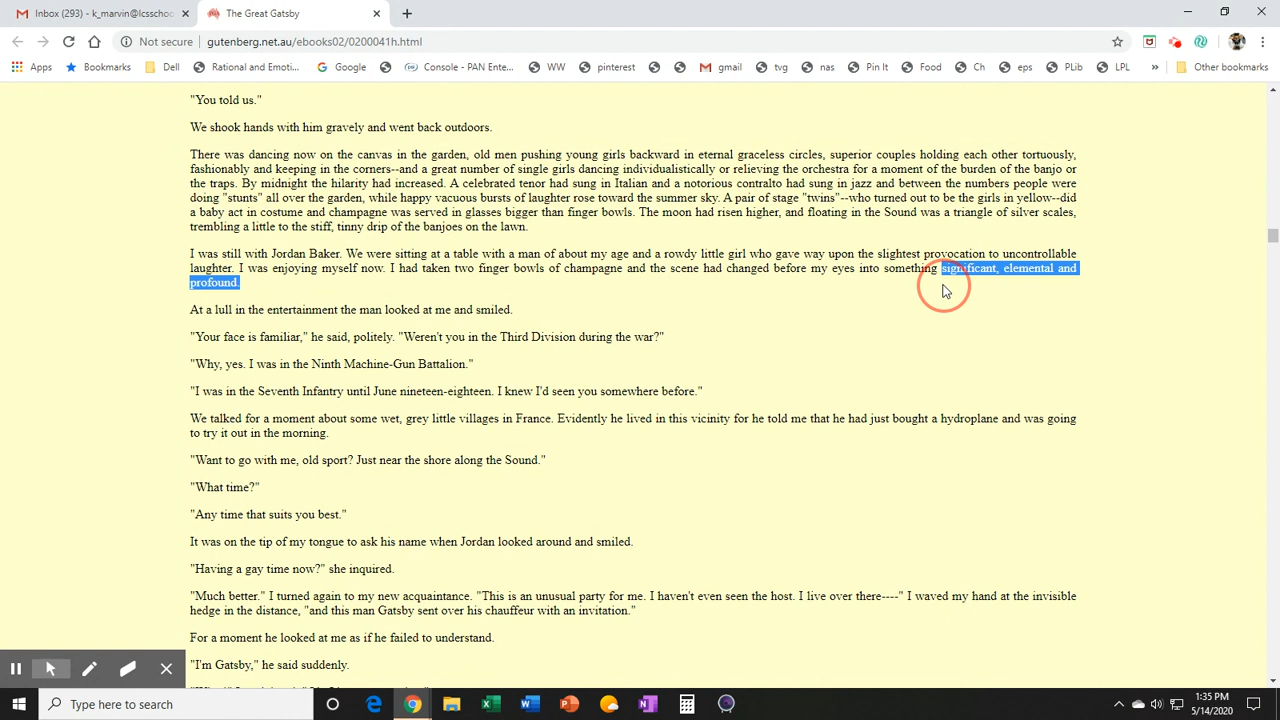 Inbox (293) - k_marvin@lcsschoo
The Great Gatsby
Not secure
gutenberg.net.au/ebooks02/0200041h.html
Apps
Bookmarks
Dell
Rational and Emoti...
Google
Console - PAN Ente...
WW
pinterest
gmail
tvg
nas
Pin It
Food
Ch
eps
PLib
LPL
»
Other bookmarks
"You told us."
We shook hands with him gravely and went back outdoors.
There was dancing now on the canvas in the garden, old men pushing young girls backward in eternal graceless circles, superior couples holding each other tortuously,
fashionably and keeping in the corners--and a great number of single girls dancing individualistically or relieving the orchestra for a moment of the burden of the banjo or
the traps. By midnight the hilarity had increased. A celebrated tenor had sung in Italian and a notorious contralto had sung in jazz and between the numbers people were
doing "stunts" all over the garden, while happy vacuous bursts of laughter rose toward the summer sky. A pair of stage "twins"--who turned out to be the girls in yellow--did
a baby act in costume and champagne was served in glasses bigger than finger bowls. The moon had risen higher, and floating in the Sound was a triangle of silver scales,
trembling a little to the stiff, tinny drip of the banjoes on the lawn.
I was still with Jordan Baker. We were sitting at a table with a man of about my age and a rowdy little girl who gave way upon the slightest provocation to uncontrollable
laughter. I was enjoying myself now. I had taken two finger bowls of champagne and the scene had changed before my eyes into something significant, elemental and
profound.
At a lull in the entertainment the man looked at me and smiled.
"Your face is familiar," he said, politely. "Weren't you in the Third Division during the war?"
"Why, yes. I was in the Ninth Machine-Gun Battalion."
"I was in the Seventh Infantry until June nineteen-eighteen. I knew I'd seen you somewhere before."
We talked for a moment about some wet, grey little villages in France. Evidently he lived in this vicinity for he told me that he had just bought a hydroplane and was going
to try it out in the morning.
"Want to go with me, old sport? Just near the shore along the Sound."
"What time?"
"Any time that suits you best."
It was on the tip of my tongue to ask his name when Jordan looked around and smiled.
"Having a gay time now?" she inquired.
"Much better." I turned again to my new acquaintance. "This is an unusual party for me. I haven't even seen the host. I live over there----" I waved my hand at the invisible
hedge in the distance, "and this man Gatsby sent over his chauffeur with an invitation."
For a moment he looked at me as if he failed to understand.
"I'm Gatsby," he said suddenly.
Type here to search
1:35 PM
5/14/2020